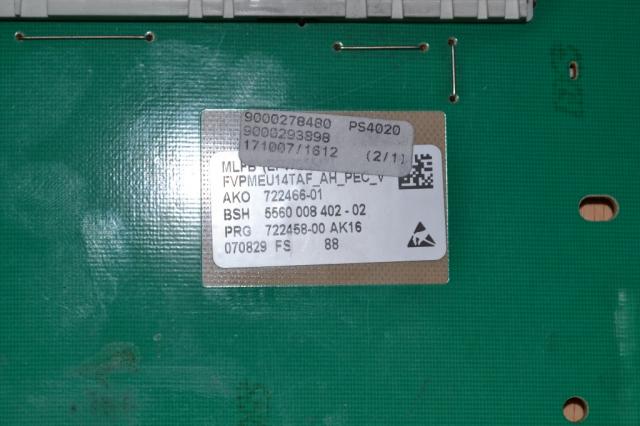 9000278480 PS4020
9000293898
171007/1612 (2/1)
MLFB
FVPMEU14TAF_AH_PEC_V
AKO 722466-01
BSH 5560 008 402 - 02
PRG 722458-00 AK16
070829 FS 88